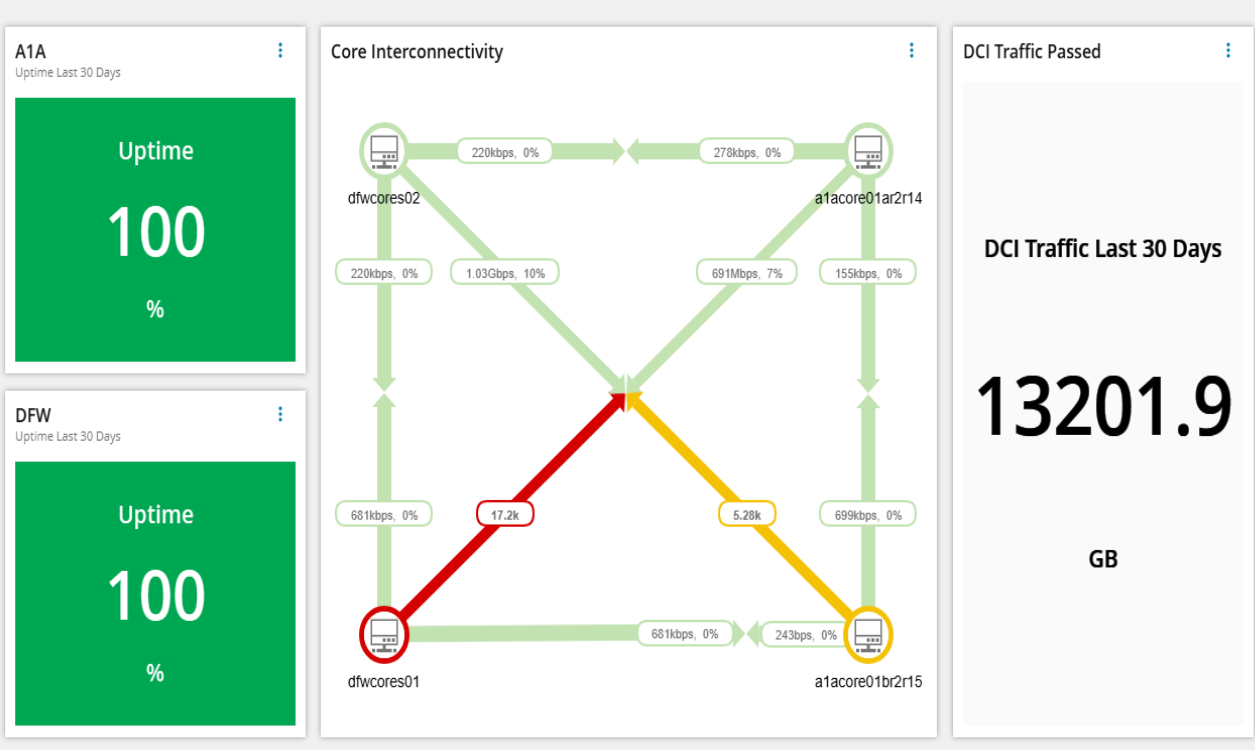 A1A
Uptime Last 30 Days
Uptime
100
%
DFW
Uptime Last 30 Days
Uptime
100
%
Core Interconnectivity
220kbps, 0%
278kbps, 0%
dfwcores02
a1acore01ar2r14
220kbps, 0%
1.03Gbps, 10%
691Mbps, 7%
155kbps, 0%
681kbps, 0%
17.2k
5.28k
699kbps, 0%
681kbps, 0%
243bps, 0%
dfwcores01
a1acore01br2r15
DCI Traffic Passed
DCI Traffic Last 30 Days
13201.9
GB